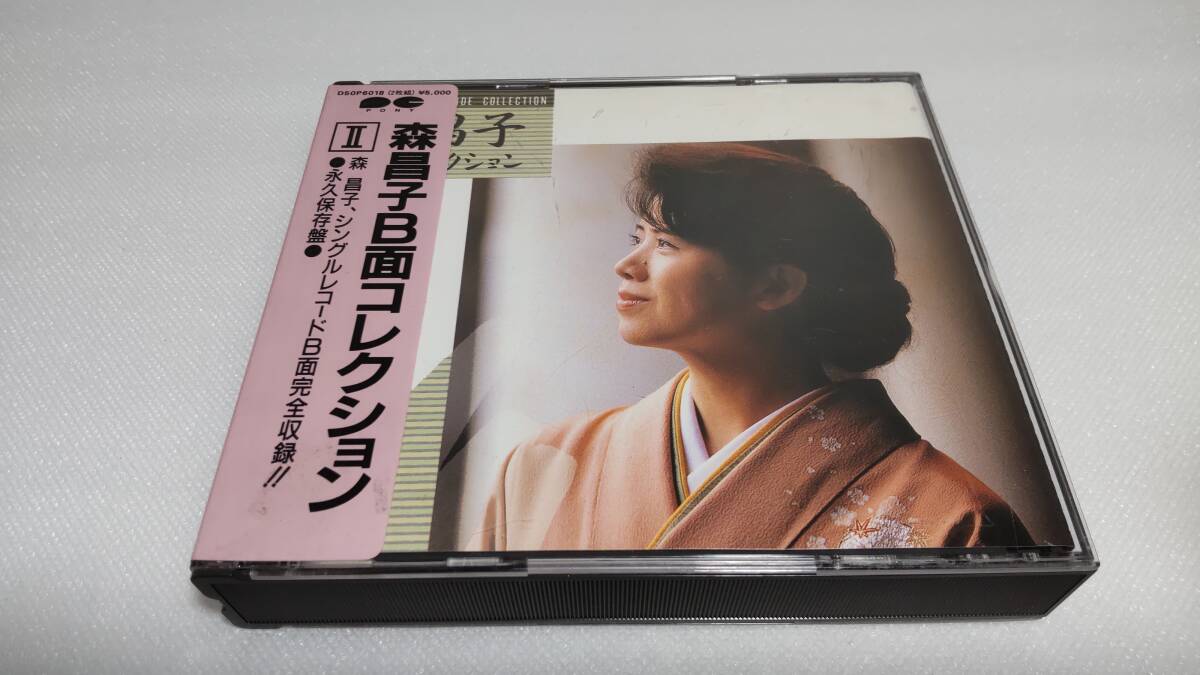 D50P6018 (2枚組) ¥5,000
PONY
II
森昌子B面コレクション
森 昌子、シングルレコードB面完全収録!!
●永久保存盤●
COLLECTION
昌子
クション